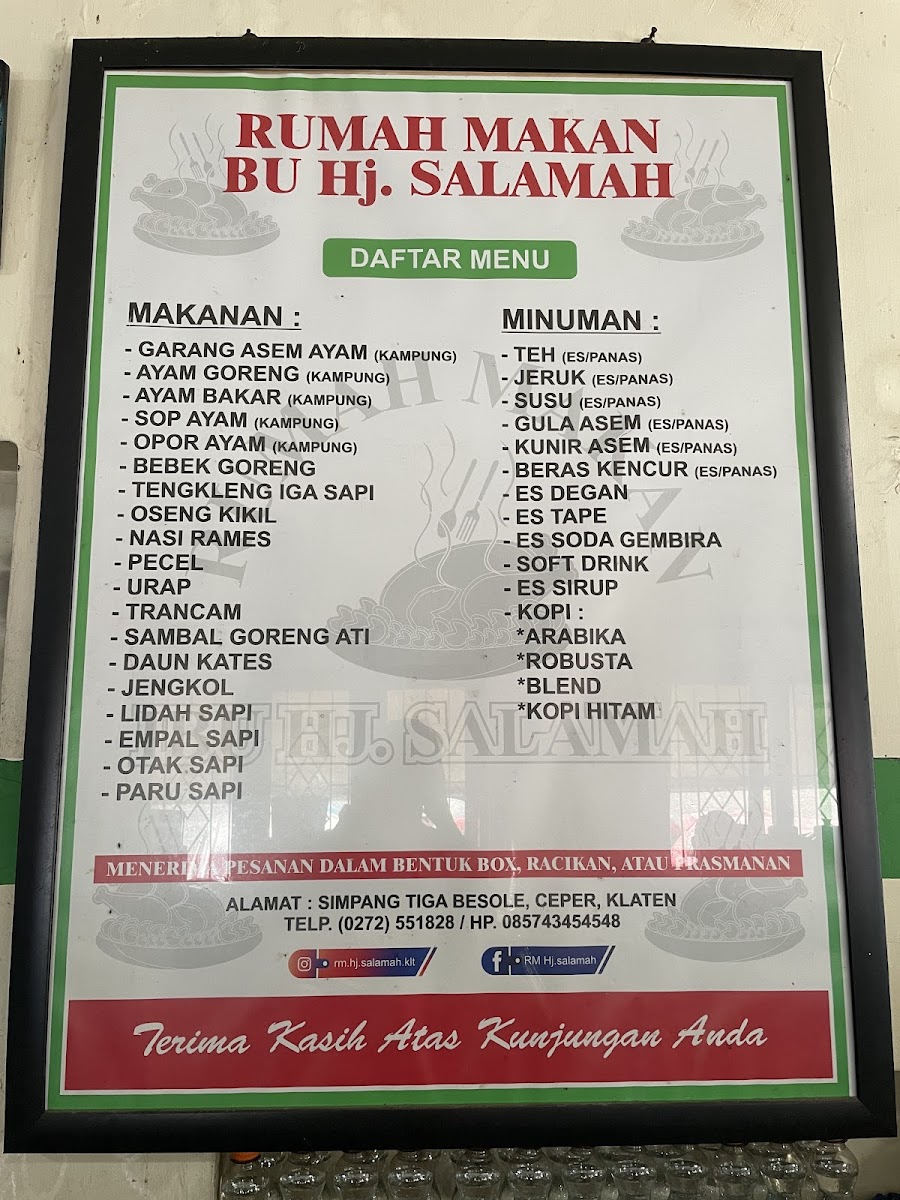 RUMAH MAKAN
BU Hj. SALAMAH
DAFTAR MENU
MAKANAN :
- GARANG ASEM AYAM (KAMPUNG)
- AYAM GORENG (KAMPUNG)
- AYAM BAKAR (KAMPUNG)
- SOP AYAM (KAMPUNG)
- OPOR AYAM (KAMPUNG)
- BEBEK GORENG
- TENGKLENG IGA SAPI
- OSENG KIKIL
- NASI RAMES
- PECEL
- URAP
- TRANCAM
- SAMBAL GORENG ATI
- DAUN KATES
- JENGKOL
- LIDAH SAPI
- EMPAL SAPI
- OTAK SAPI
- PARU SAPI
MINUMAN :
- TEH (ES/PANAS)
- JERUK (ES/PANAS)
- SUSU (ES/PANAS)
- GULA ASEM (ES/PANAS)
- KUNIR ASEM (ES/PANAS)
- BERAS KENCUR (ES/PANAS)
- ES DEGAN
- ES TAPE
- ES SODA GEMBIRA
- SOFT DRINK
- ES SIRUP
- KOPI :
*ARABIKA
*ROBUSTA
*BLEND
*KOPI HITAM
RUMAH MAKAN
BU HJ. SALAMAH
MENERIMA PESANAN DALAM BENTUK BOX, RACIKAN, ATAU PRASMANAN
ALAMAT : SIMPANG TIGA BESOLE, CEPER, KLATEN
TELP. (0272) 551828 / HP. 085743454548
rm.hj.salamah.klt
RM Hj.salamah
Terima Kasih Atas Kunjungan Anda